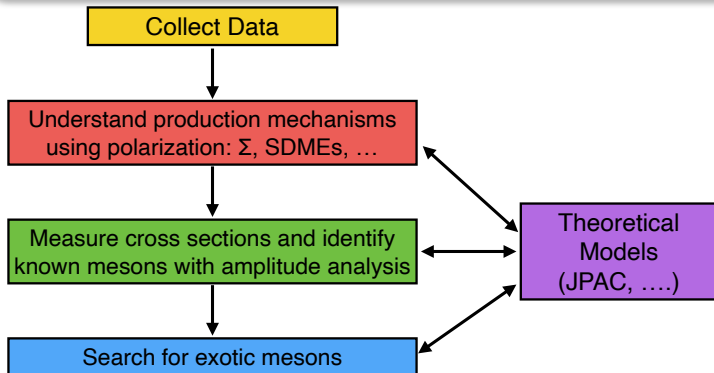 Collect Data
Understand production mechanisms
using polarization: Σ, SDMEs, …
Measure cross sections and identify
known mesons with amplitude analysis
Search for exotic mesons
Theoretical
Models
(JPAC, ….)